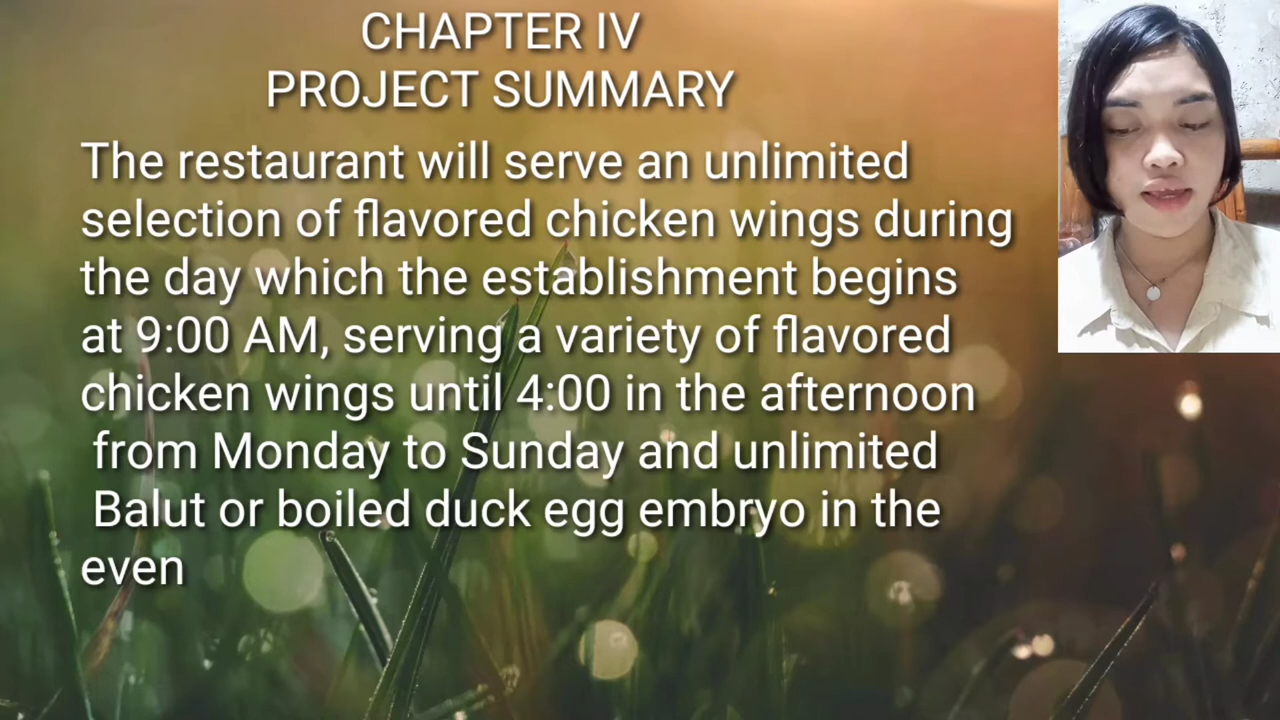 CHAPTER IV
PROJECT SUMMARY
The restaurant will serve an unlimited
selection of flavored chicken wings during
the day which the establishment begins
at 9:00 AM, serving a variety of flavored
chicken wings until 4:00 in the afternoon
from Monday to Sunday and unlimited
Balut or boiled duck egg embryo in the
even